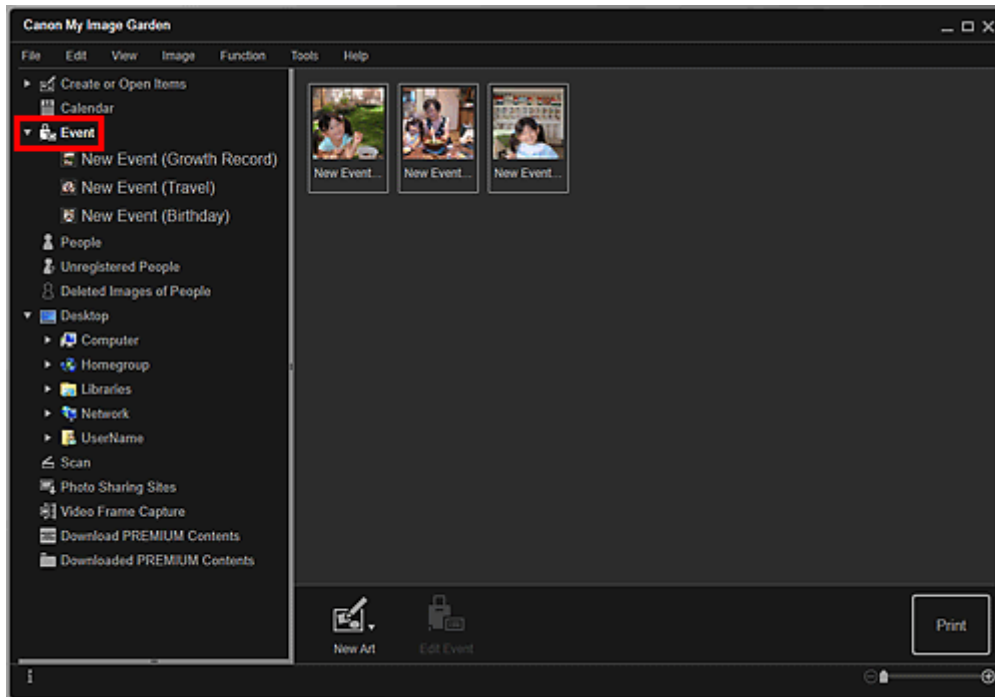 Canon My Image Garden
File Edit View Image Function Tools Help
Create or Open Items
Calendar
Event
New Event (Growth Record)
New Event (Travel)
New Event (Birthday)
People
Unregistered People
Deleted Images of People
Desktop
Computer
Homegroup
Libraries
Network
UserName
Scan
Photo Sharing Sites
Video Frame Capture
Download PREMIUM Contents
Downloaded PREMIUM Contents
New Event... New Event... New Event...
New Art Edit Event Print